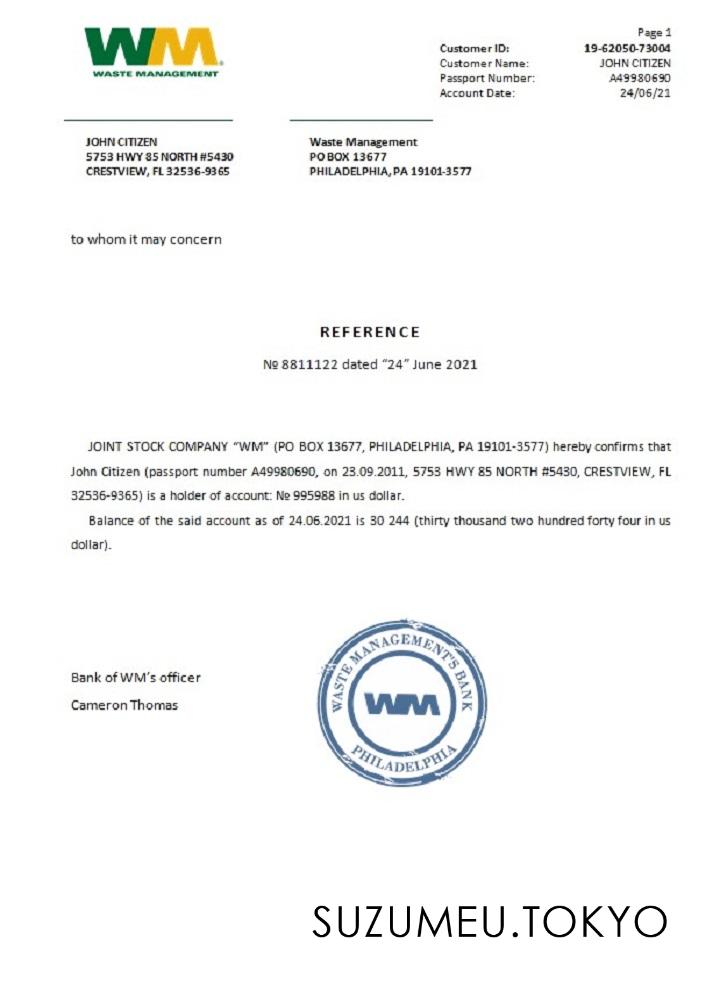 WM
WASTE MANAGEMENT
Page 1
Customer ID: 19-62050-73004
Customer Name: JOHN CITIZEN
Passport Number: A49980690
Account Date: 24/06/21
JOHN CITIZEN
5753 HWY 85 NORTH #5430
CRESTVIEW, FL 32536-9365
Waste Management
PO BOX 13677
PHILADELPHIA, PA 19101-3577
to whom it may concern
REFERENCE
№ 8811122 dated “24” June 2021
JOINT STOCK COMPANY “WM” (PO BOX 13677, PHILADELPHIA, PA 19101-3577) hereby confirms that
John Citizen (passport number A49980690, on 23.09.2011, 5753 HWY 85 NORTH #5430, CRESTVIEW, FL
32536-9365) is a holder of account: № 995988 in us dollar.
Balance of the said account as of 24.06.2021 is 30 244 (thirty thousand two hundred forty four in us
dollar).
Bank of WM’s officer
Cameron Thomas
WASTE MANAGEMENT'S BANK
WM
PHILADELPHIA
SUZUMEU.TOKYO